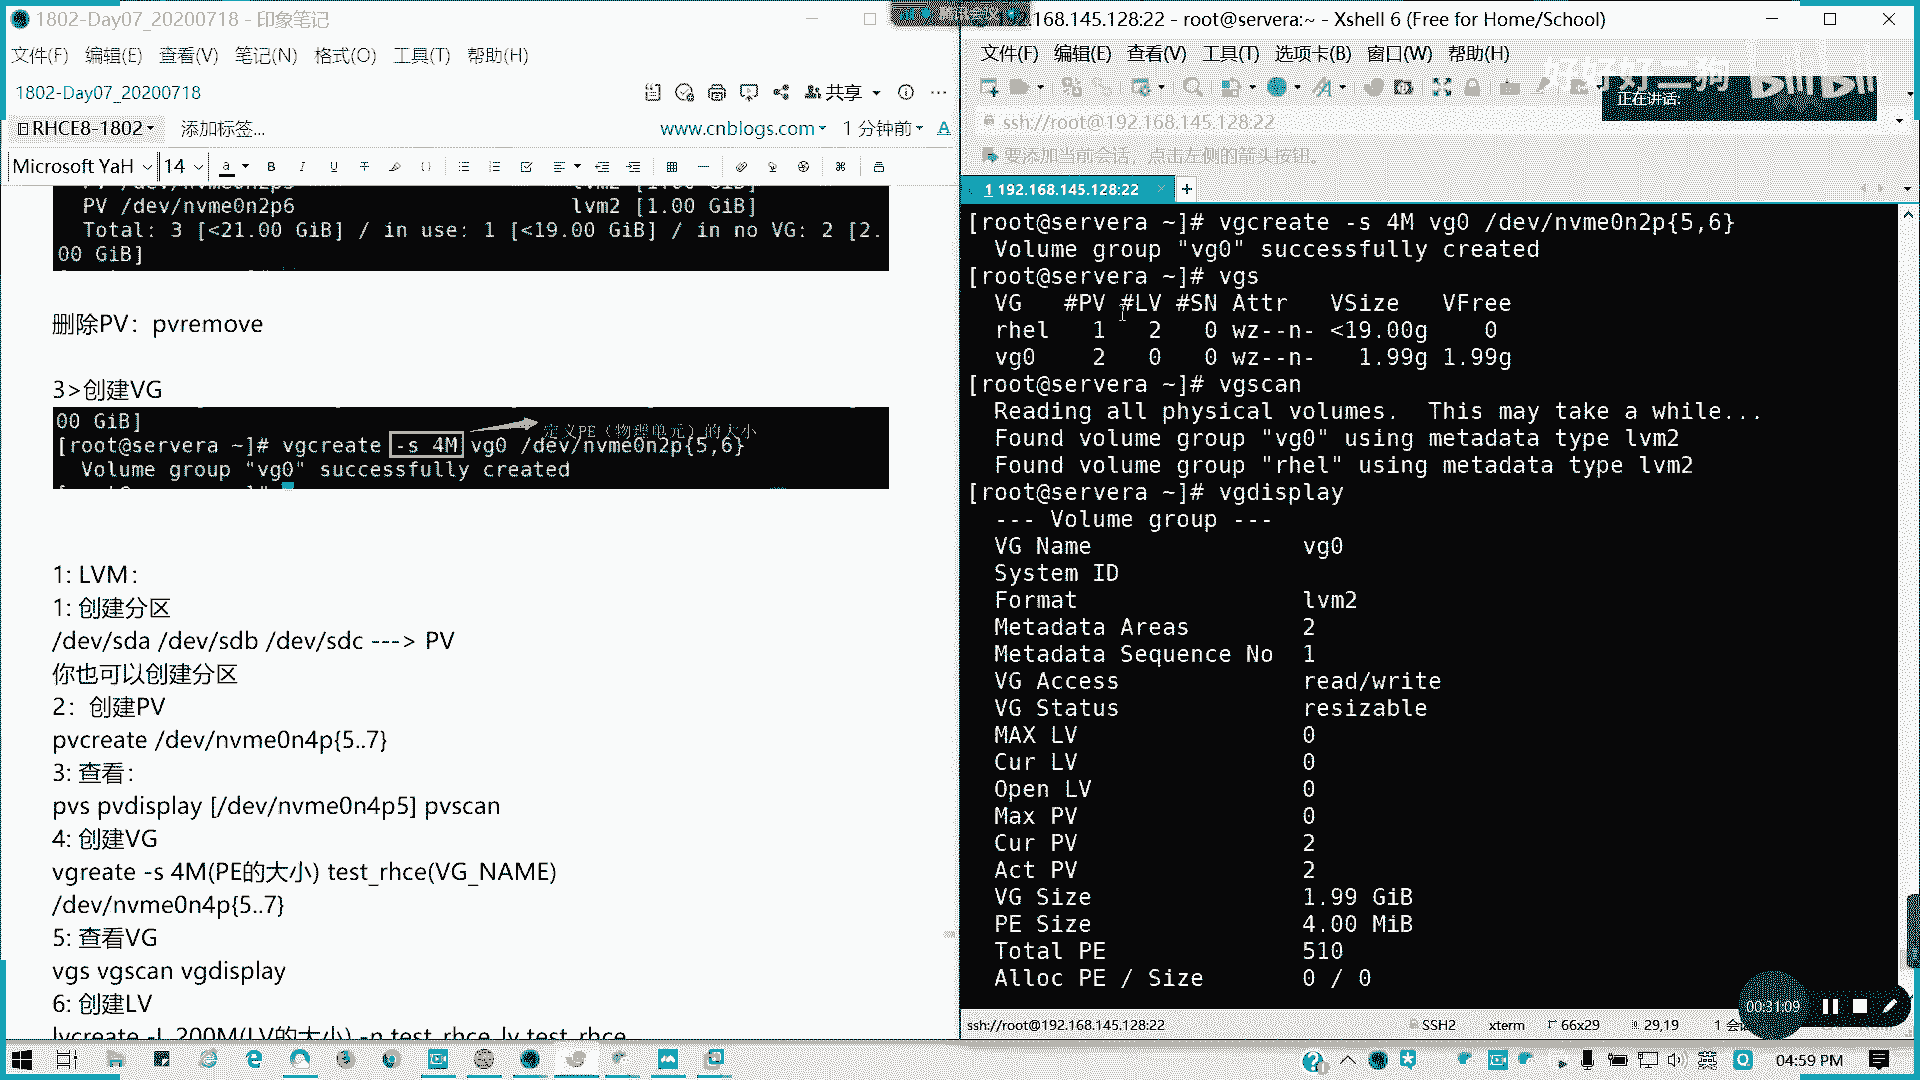 1802-Day07_20200718 - 印象笔记
文件(F) 编辑(E) 查看(V) 笔记(N) 格式(O) 工具(T) 帮助(H)
1802-Day07_20200718
共享
RHCE8-1802 添加标签...
www.cnblogs.com 1 分钟前
Microsoft YaH 14
PV /dev/nvme0n2p6 lvm2 [1.00 GiB]
Total: 3 [<21.00 GiB] / in use: 1 [<19.00 GiB] / in no VG: 2 [2.
00 GiB]
删除PV：pvremove
3>创建VG
00 GiB]
定义PE（物理单元）的大小
[root@servera ~]# vgcreate -s 4M vg0 /dev/nvme0n2p{5,6}
Volume group "vg0" successfully created
1: LVM：
1: 创建分区
/dev/sda /dev/sdb /dev/sdc ---> PV
你也可以创建分区
2：创建PV
pvcreate /dev/nvme0n4p{5..7}
3: 查看：
pvs pvdisplay [/dev/nvme0n4p5] pvscan
4: 创建VG
vgreate -s 4M(PE的大小) test_rhce(VG_NAME)
/dev/nvme0n4p{5..7}
5: 查看VG
vgs vgscan vgdisplay
6: 创建LV
lvcreate -L 200M(LV的大小) -n test_rhce_lv test_rhce
192.168.145.128:22 - root@servera:~ - Xshell 6 (Free for Home/School)
文件(F) 编辑(E) 查看(V) 工具(T) 选项卡(B) 窗口(W) 帮助(H)
好好好二狗
正在讲话:
ssh://root@192.168.145.128:22
要添加当前会话，点击左侧的箭头按钮。
1 192.168.145.128:22
[root@servera ~]# vgcreate -s 4M vg0 /dev/nvme0n2p{5,6}
Volume group "vg0" successfully created
[root@servera ~]# vgs
VG #PV #LV #SN Attr VSize VFree
rhel 1 2 0 wz--n- <19.00g 0
vg0 2 0 0 wz--n- 1.99g 1.99g
[root@servera ~]# vgscan
Reading all physical volumes. This may take a while...
Found volume group "vg0" using metadata type lvm2
Found volume group "rhel" using metadata type lvm2
[root@servera ~]# vgdisplay
--- Volume group ---
VG Name vg0
System ID
Format lvm2
Metadata Areas 2
Metadata Sequence No 1
VG Access read/write
VG Status resizable
MAX LV 0
Cur LV 0
Open LV 0
Max PV 0
Cur PV 2
Act PV 2
VG Size 1.99 GiB
PE Size 4.00 MiB
Total PE 510
Alloc PE / Size 0 / 0
00:31:09
ssh://root@192.168.145.128:22 SSH2 xterm 66x29 29,19
英
04:59 PM